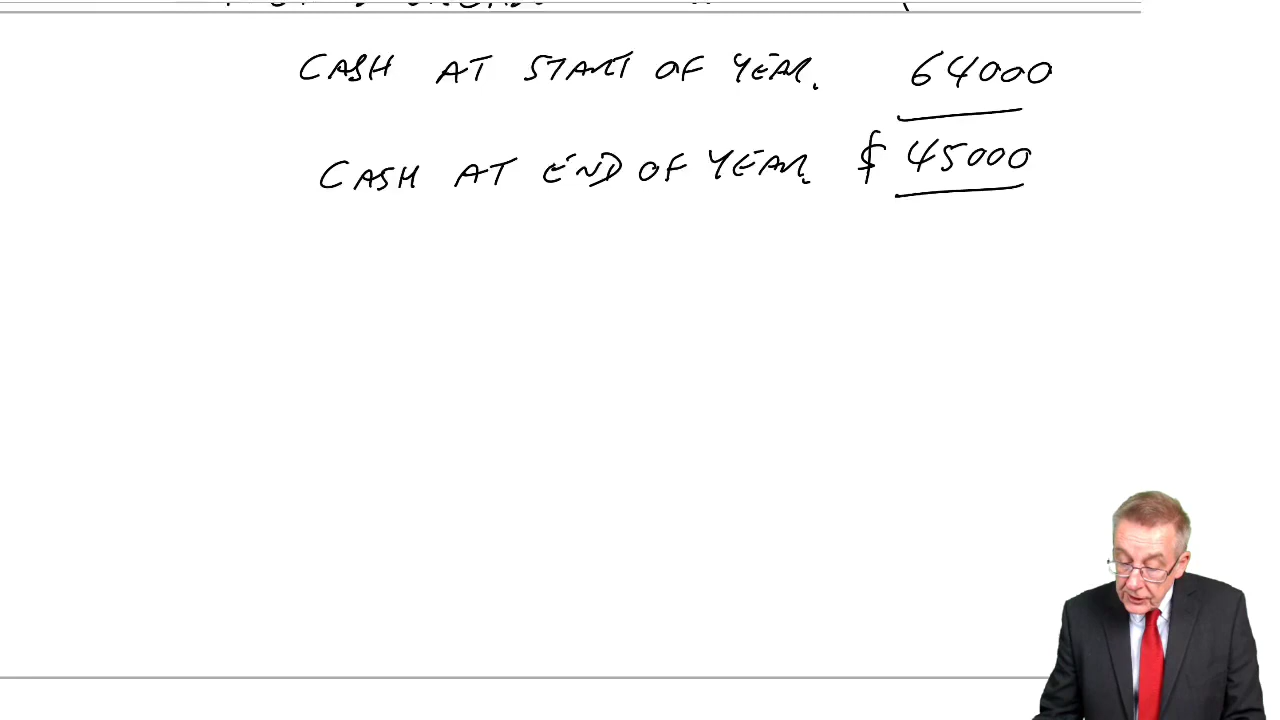 CASH AT START OF YEAR. 64000
CASH AT END OF YEAR. $ 45000